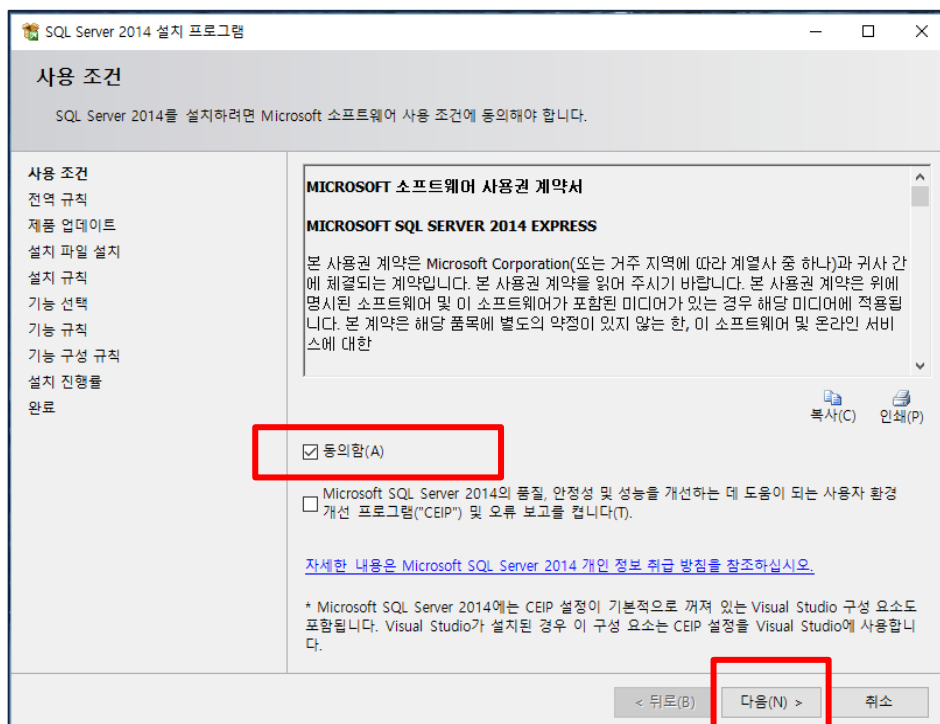 SQL Server 2014 설치 프로그램
사용 조건
SQL Server 2014를 설치하려면 Microsoft 소프트웨어 사용 조건에 동의해야 합니다.
사용 조건
전역 규칙
제품 업데이트
설치 파일 설치
설치 규칙
기능 선택
기능 규칙
기능 구성 규칙
설치 진행률
완료
MICROSOFT 소프트웨어 사용권 계약서
MICROSOFT SQL SERVER 2014 EXPRESS
본 사용권 계약은 Microsoft Corporation(또는 거주 지역에 따라 계열사 중 하나)과 귀사 간
에 체결되는 계약입니다. 본 사용권 계약을 읽어 주시기 바랍니다. 본 사용권 계약은 위에
명시된 소프트웨어 및 이 소프트웨어가 포함된 미디어가 있는 경우 해당 미디어에 적용됩
니다. 본 계약은 해당 품목에 별도의 약정이 있지 않는 한, 이 소프트웨어 및 온라인 서비
스에 대한
복사(C) 인쇄(P)
동의함(A)
Microsoft SQL Server 2014의 품질, 안정성 및 성능을 개선하는 데 도움이 되는 사용자 환경
개선 프로그램("CEIP") 및 오류 보고를 켭니다(T).
자세한 내용은 Microsoft SQL Server 2014 개인 정보 취급 방침을 참조하십시오.
* Microsoft SQL Server 2014에는 CEIP 설정이 기본적으로 꺼져 있는 Visual Studio 구성 요소도
포함됩니다. Visual Studio가 설치된 경우 이 구성 요소는 CEIP 설정을 Visual Studio에 사용합니
다.
< 뒤로(B) 다음(N) > 취소